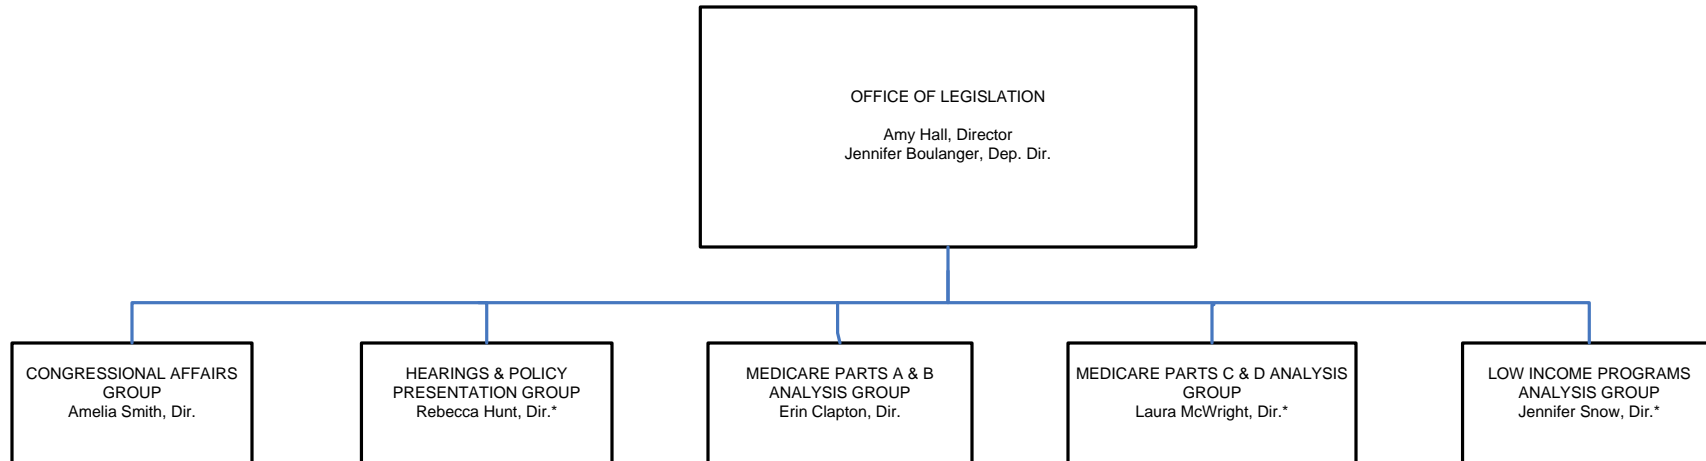 OFFICE OF LEGISLATION
Amy Hall, Director
Jennifer Boulanger, Dep. Dir.
CONGRESSIONAL AFFAIRS
GROUP
Amelia Smith, Dir.
HEARINGS & POLICY
PRESENTATION GROUP
Rebecca Hunt, Dir.*
MEDICARE PARTS A & B
ANALYSIS GROUP
Erin Clapton, Dir.
MEDICARE PARTS C & D ANALYSIS
GROUP
Laura McWright, Dir.*
LOW INCOME PROGRAMS
ANALYSIS GROUP
Jennifer Snow, Dir.*